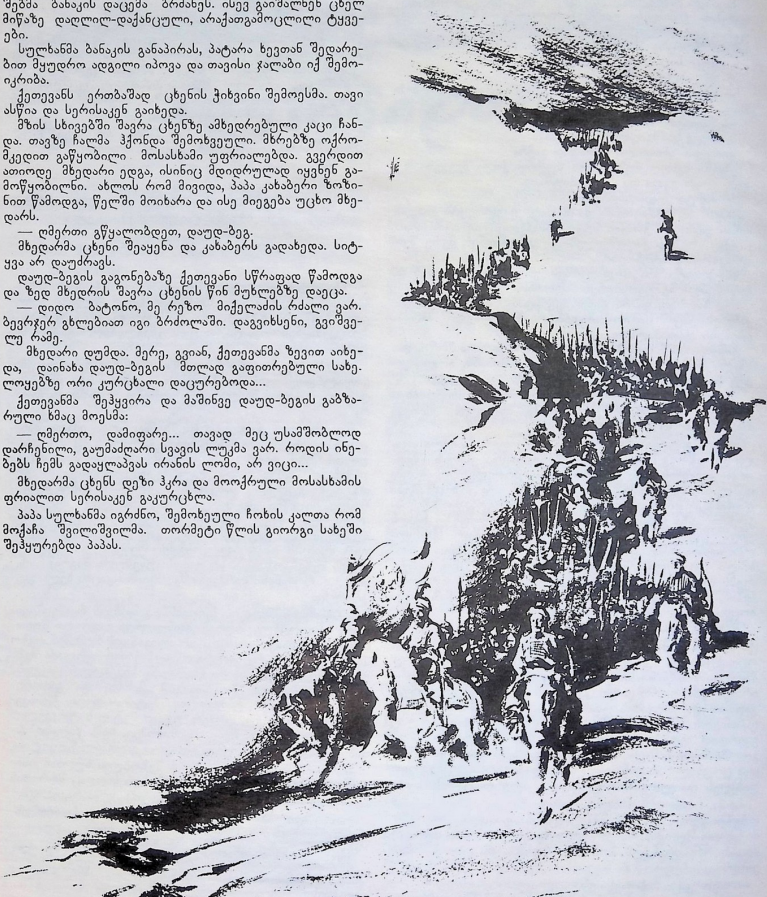 შებმა ბანაკის დაცემა ბრძანეს. ისევ გაიშალნენ ცხელ
მიწაზე დაღლილ-დაქანცული, არაქათგამოცლილი ტყვე-
ები.
სულხანმა ბანაკის განაპირას, პატარა ხევთან შედარე-
ბით მყუდრო ადგილი იპოვა და თავისი ჯალაბი იქ შემო-
იკრიბა.
ქეთევანს ერთბაშად ცხენის ჭიხვინი შემოესმა. თავი
ასწია და სერისაკენ გაიხედა.
მზის სხივებში შავრა ცხენზე ამხედრებული კაცი ჩან-
და. თავზე ჩალმა ჰქონდა შემოხვეული. მხრებზე ოქრო-
მკედით გაწყობილი მოსასხამი უფრიალებდა. გვერდით
ათიოდე მხედარი ედგა, ისინიც მდიდრულად იყვნენ გა-
მოწყობილნი. ახლოს რომ მივიდა, პაპა კახაბერი ზოზი-
ნით წამოდგა, წელში მოიხარა და ისე მიეგება უცხო მხე-
დარს.
— ღმერთი გწყალობდეთ, დაუდ-ბეგ.
მხედარმა ცხენი შეაყენა და კახაბერს გადახედა. სიტ-
ყვა არ დაუძრავს.
დაუდ-ბეგის გაგონებაზე ქეთევანი სწრაფად წამოდგა
და ზედ მხედრის შავრა ცხენის წინ მუხლებზე დაეცა.
— დიდო ბატონო, მე რეზო მიქელაძის რძალი ვარ.
ბევრჯერ გხლებიათ იგი ბრძოლაში. დაგვიხსენი, გვიშვე-
ლე რამე.
მხედარი დუმდა. მერე, გვიან, ქეთევანმა ზევით აიხე-
და, დაინახა დაუდ-ბეგის მთლად გაფითრებული სახე.
ლოყებზე ორი კურცხალი დაცურებოდა...
ქეთევანმა შეჰყვირა და მაშინვე დაუდ-ბეგის გაბზა-
რული ხმაც მოესმა:
— ღმერთო, დამიფარე... თავად მეც უსამშობლოდ
დარჩენილი, გაუმაძღარი სვავის ლუკმა ვარ. როდის ინე-
ბებს ჩემს გადაყლაპვას ირანის ლომი, არ ვიცი...
მხედარმა ცხენს დეზი ჰკრა და მოოქრული მოსასხამის
ფრიალით სერისაკენ გაკურცხლა.
პაპა სულხანმა იგრძნო, შემოხეული ჩოხის კალთა რომ
მოქაჩა შვილიშვილმა. თორმეტი წლის გიორგი სახეში
შეჰყურებდა პაპას.